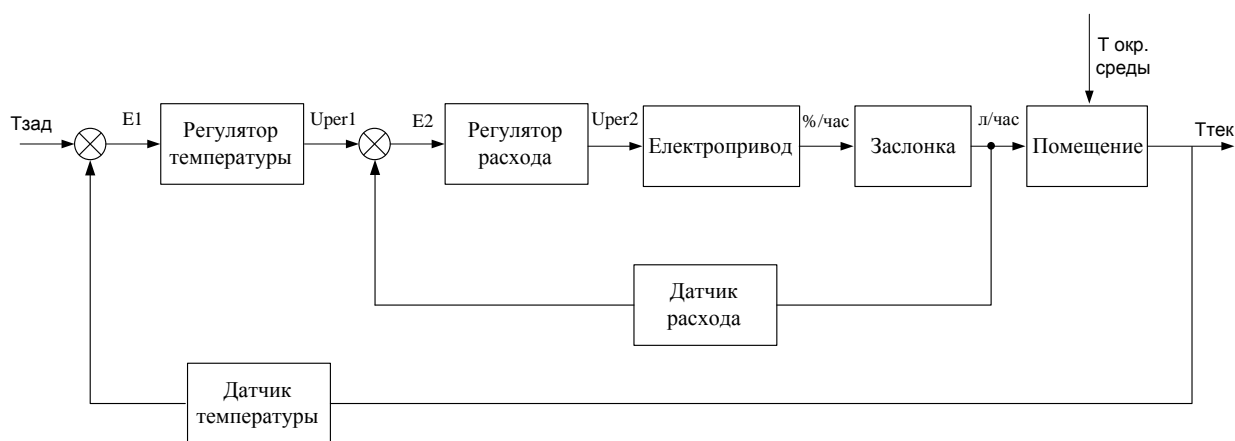 Т окр.
среды
Тзад
E1
Регулятор
температуры
Uper1
E2
Регулятор
расхода
Uper2
Електропривод
%/час
Заслонка
л/час
Помещение
Ттек
Датчик
расхода
Датчик
температуры